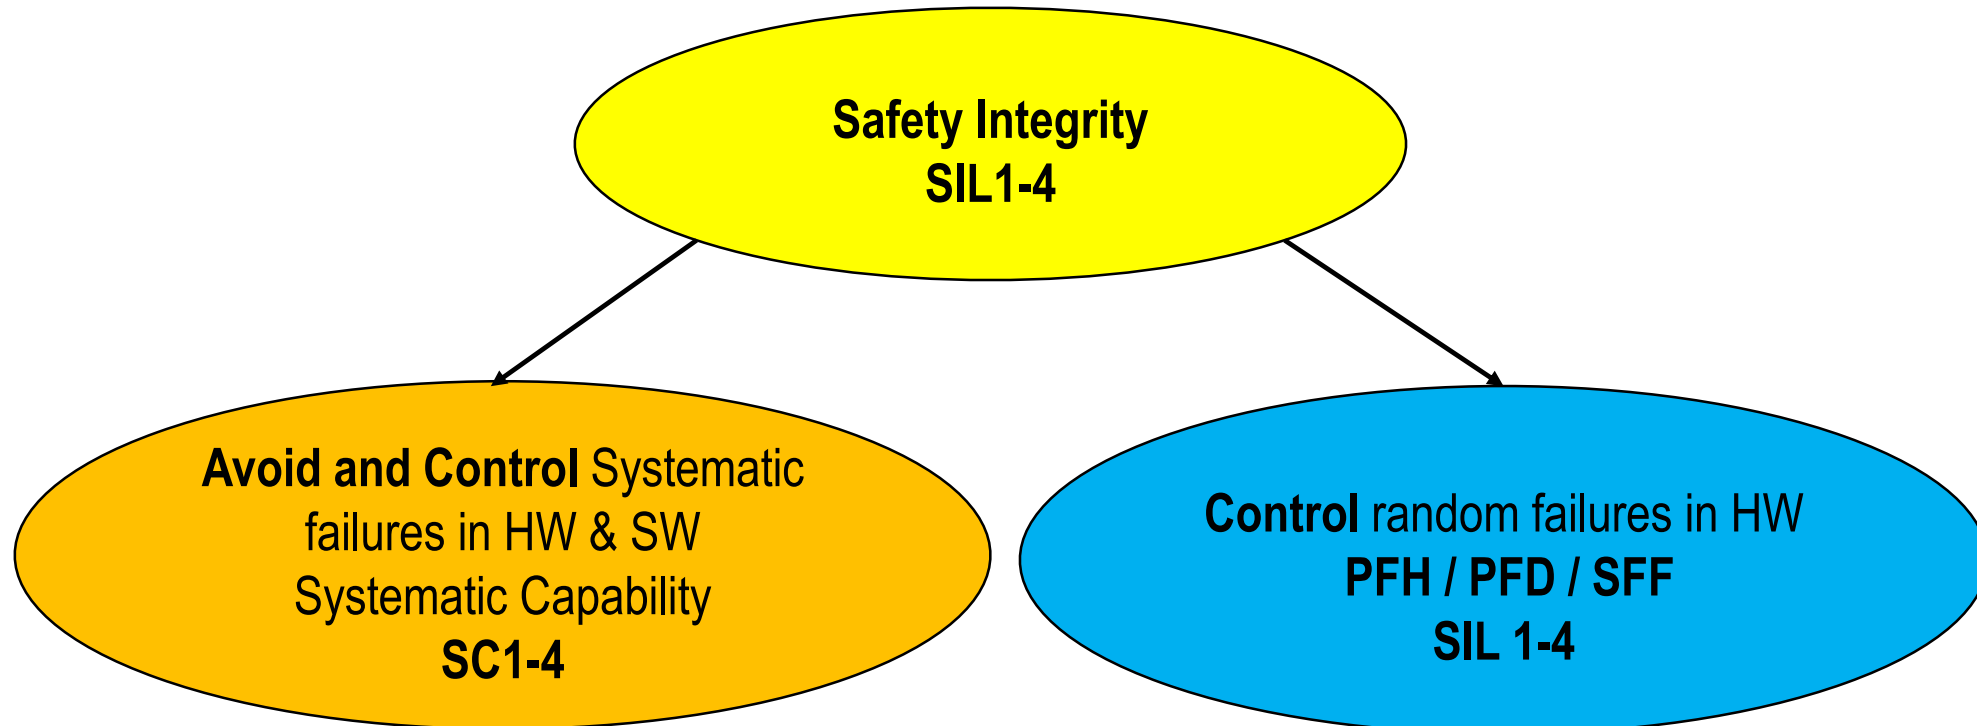 Safety Integrity
SIL1-4
Avoid and Control Systematic
failures in HW & SW
Systematic Capability
SC1-4
Control random failures in HW
PFH / PFD / SFF
SIL 1-4